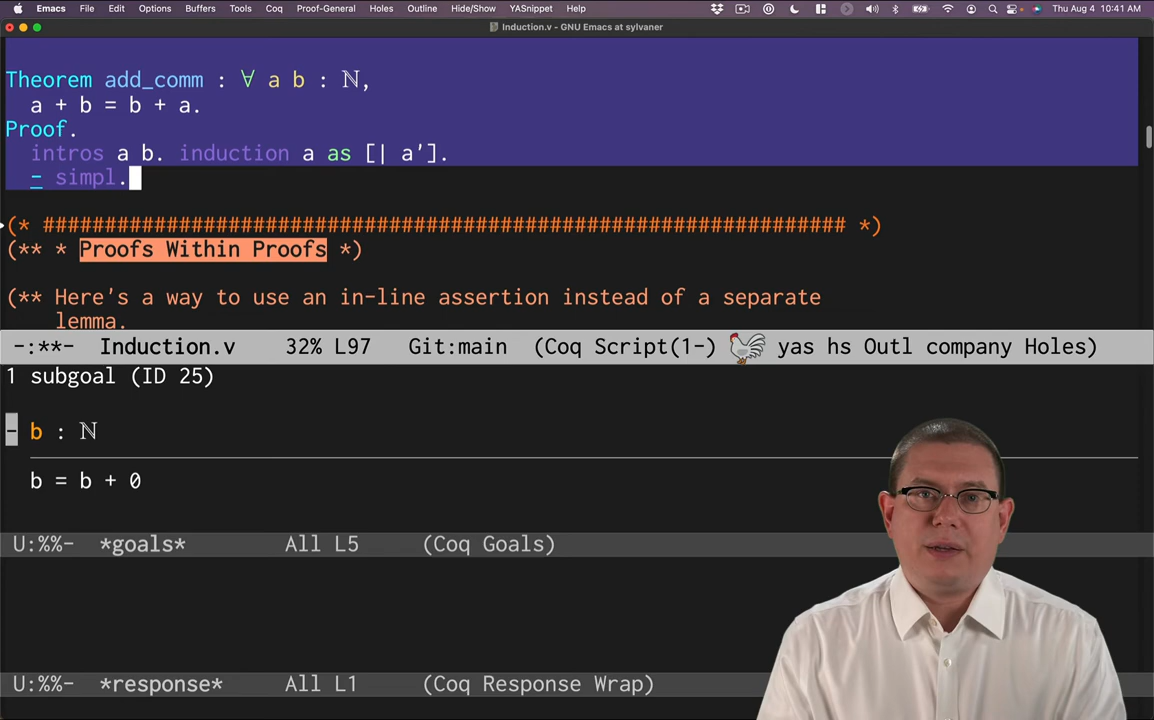 Emacs File Edit Options Buffers Tools Coq Proof-General Holes Outline Hide/Show YASnippet Help Thu Aug 4 10:41 AM
Induction.v - GNU Emacs at sylvaner
Theorem add_comm : ∀ a b : ℕ,
a + b = b + a.
Proof.
intros a b. induction a as [| a'].
- simpl.
(* ################################################################### *)
(** * Proofs Within Proofs *)
(** Here's a way to use an in-line assertion instead of a separate
lemma.
-:**- Induction.v 32% L97 Git:main (Coq Script(1-) yas hs Outl company Holes)
1 subgoal (ID 25)
- b : ℕ
b = b + 0
U:%%- *goals* All L5 (Coq Goals)
U:%%- *response* All L1 (Coq Response Wrap)